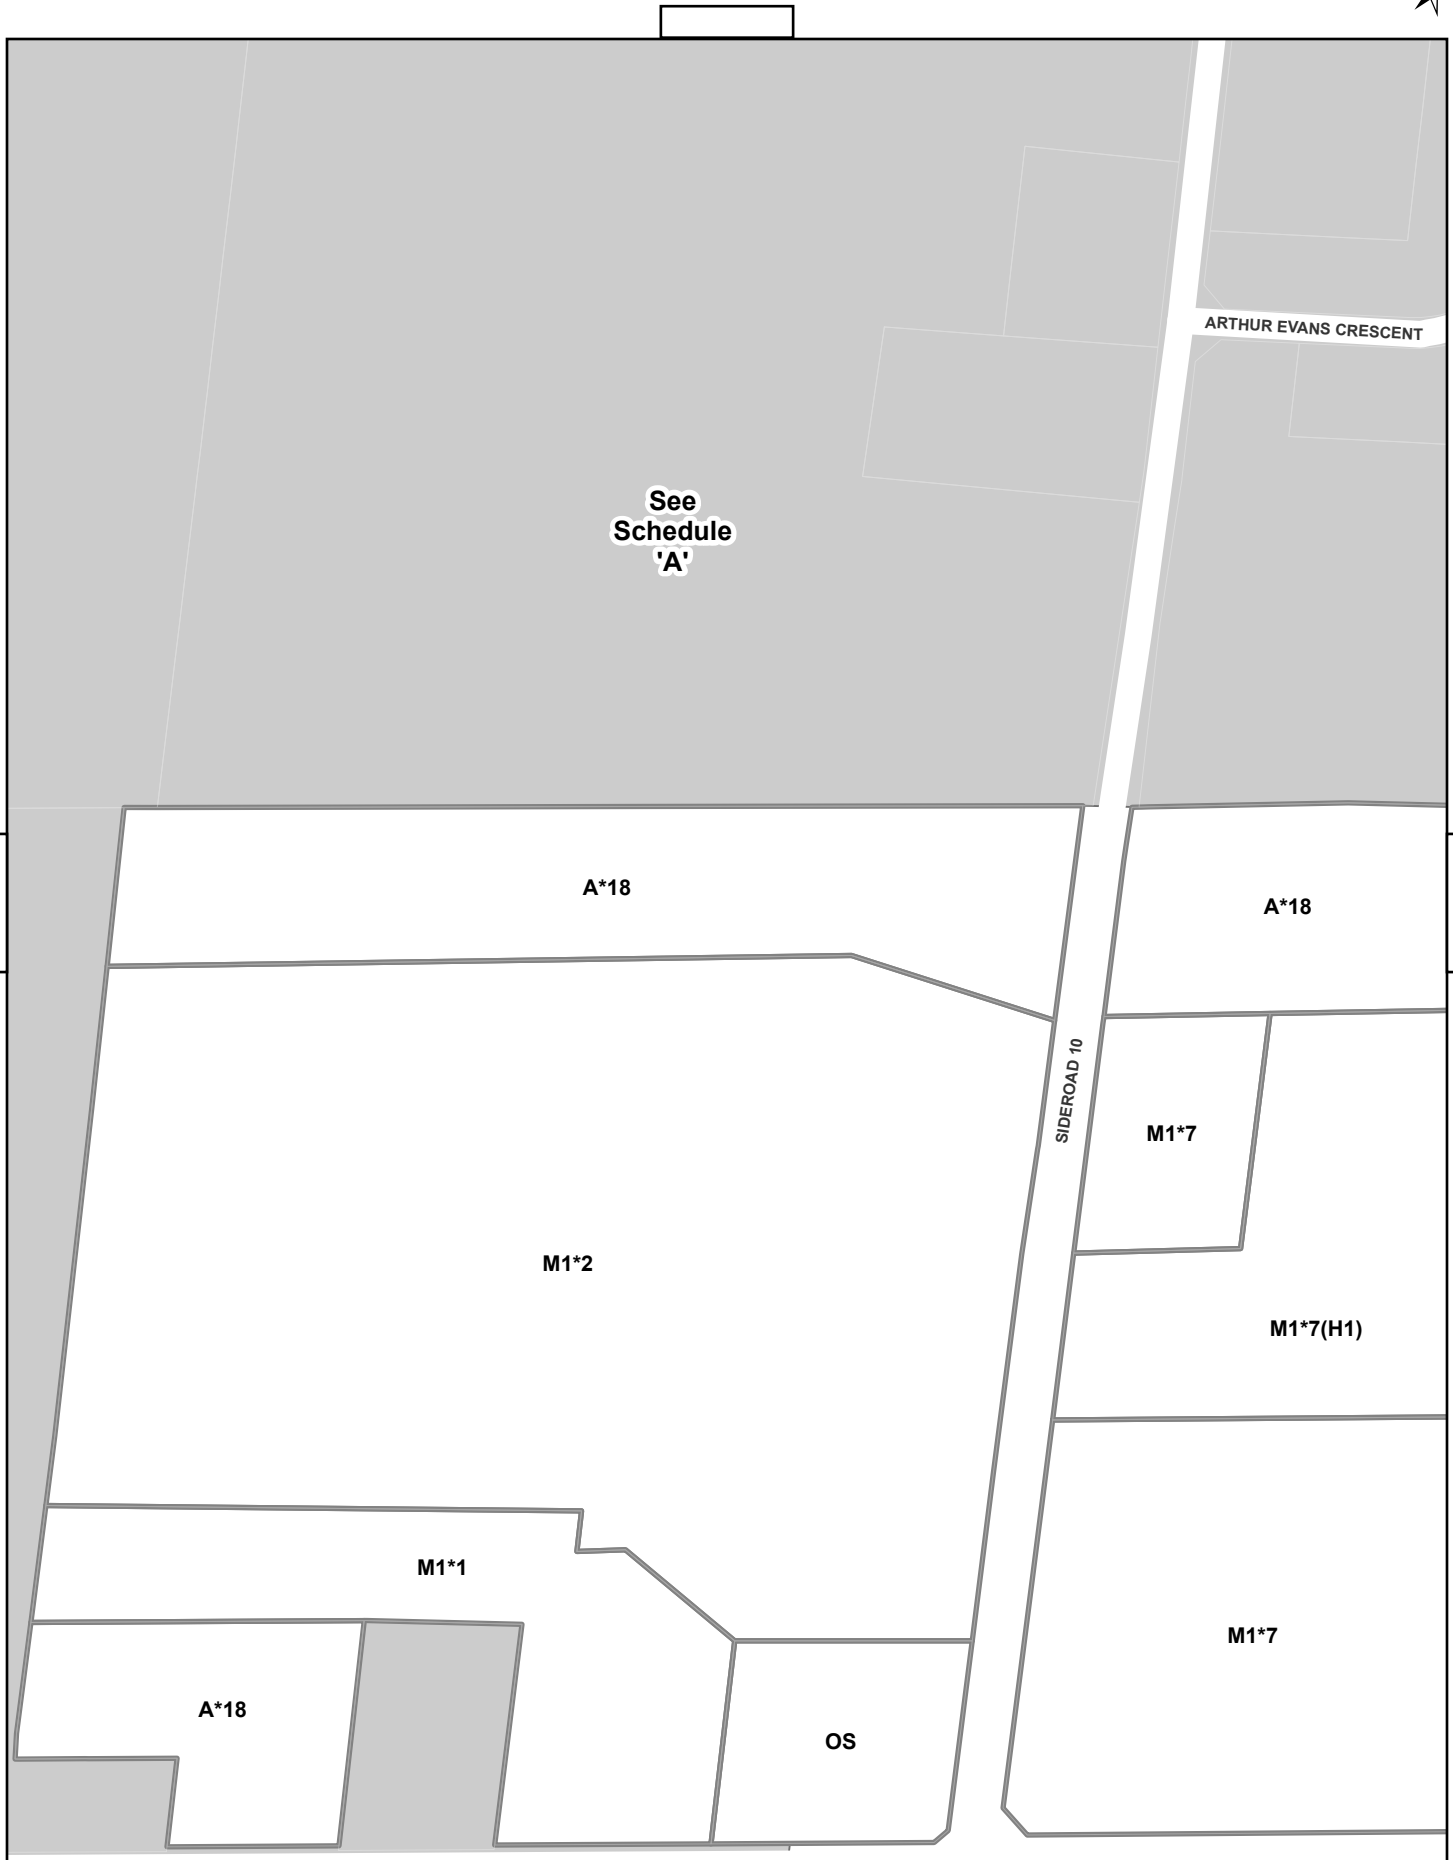 ARTHUR EVANS CRESCENT
See
Schedule
'A'
A*18
A*18
SIDEROAD 10
M1*7
M1*2
M1*7(H1)
M1*1
M1*7
A*18
OS